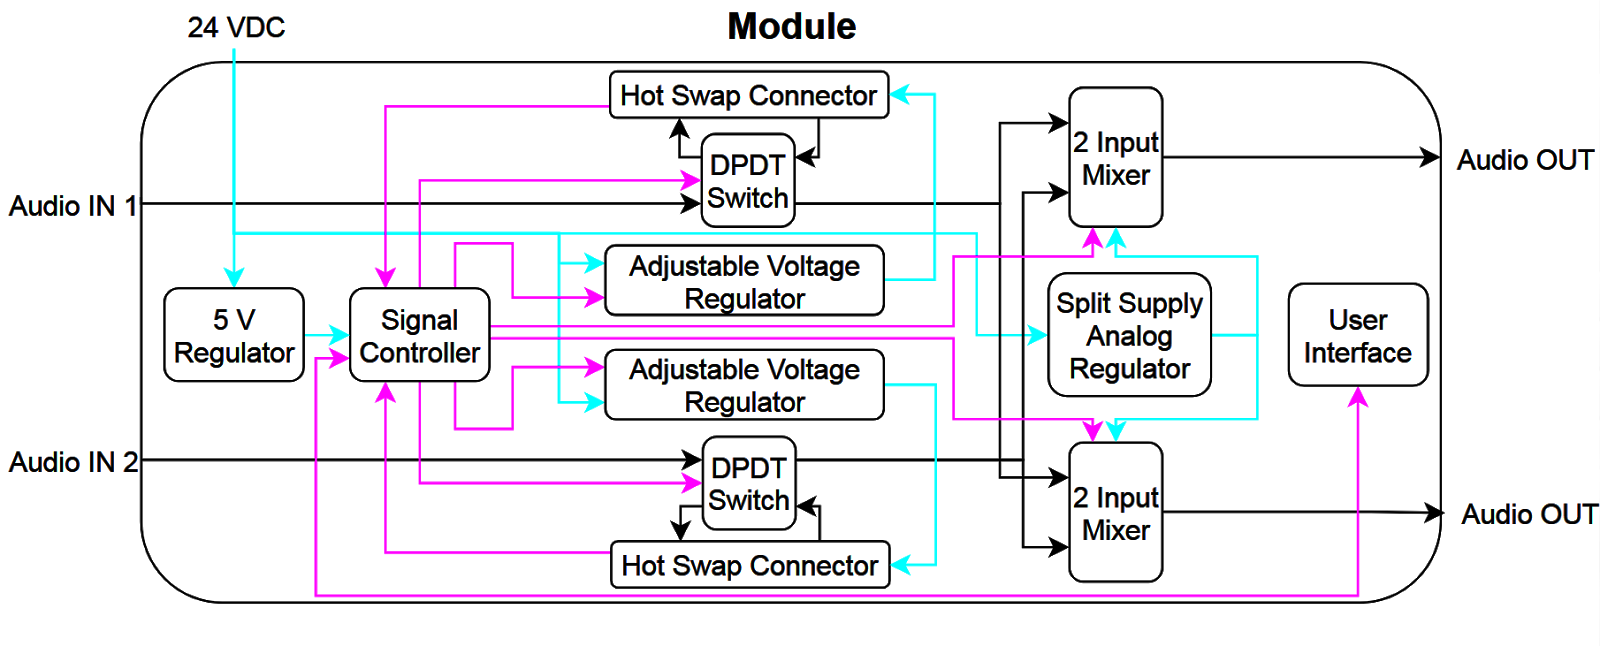 24 VDC
Module
Hot Swap Connector
DPDT
Switch
2 Input
Mixer
Audio OUT
Audio IN 1
Adjustable Voltage
Regulator
5 V
Regulator
Signal
Controller
Split Supply
Analog
Regulator
User
Interface
Adjustable Voltage
Regulator
Audio IN 2
DPDT
Switch
2 Input
Mixer
Audio OUT
Hot Swap Connector